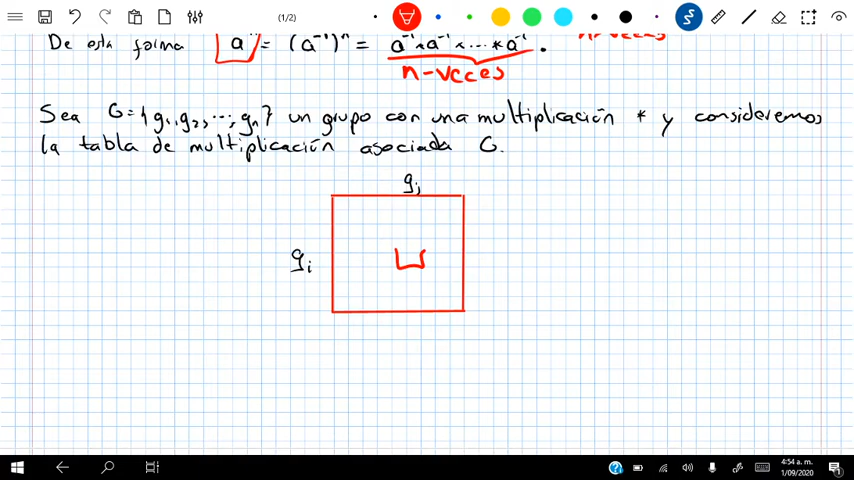 (1/2)
De esta forma a⁻ⁿ = (a⁻¹)ⁿ = a⁻¹ * a⁻¹ * ... * a⁻¹.
n-veces
n-veces
Sea G = {g₁, g₂, ..., gₙ} un grupo con una multiplicación * y consideremos
la tabla de multiplicación asociada G.
gⱼ
gᵢ
4:54 a. m.
1/09/2020